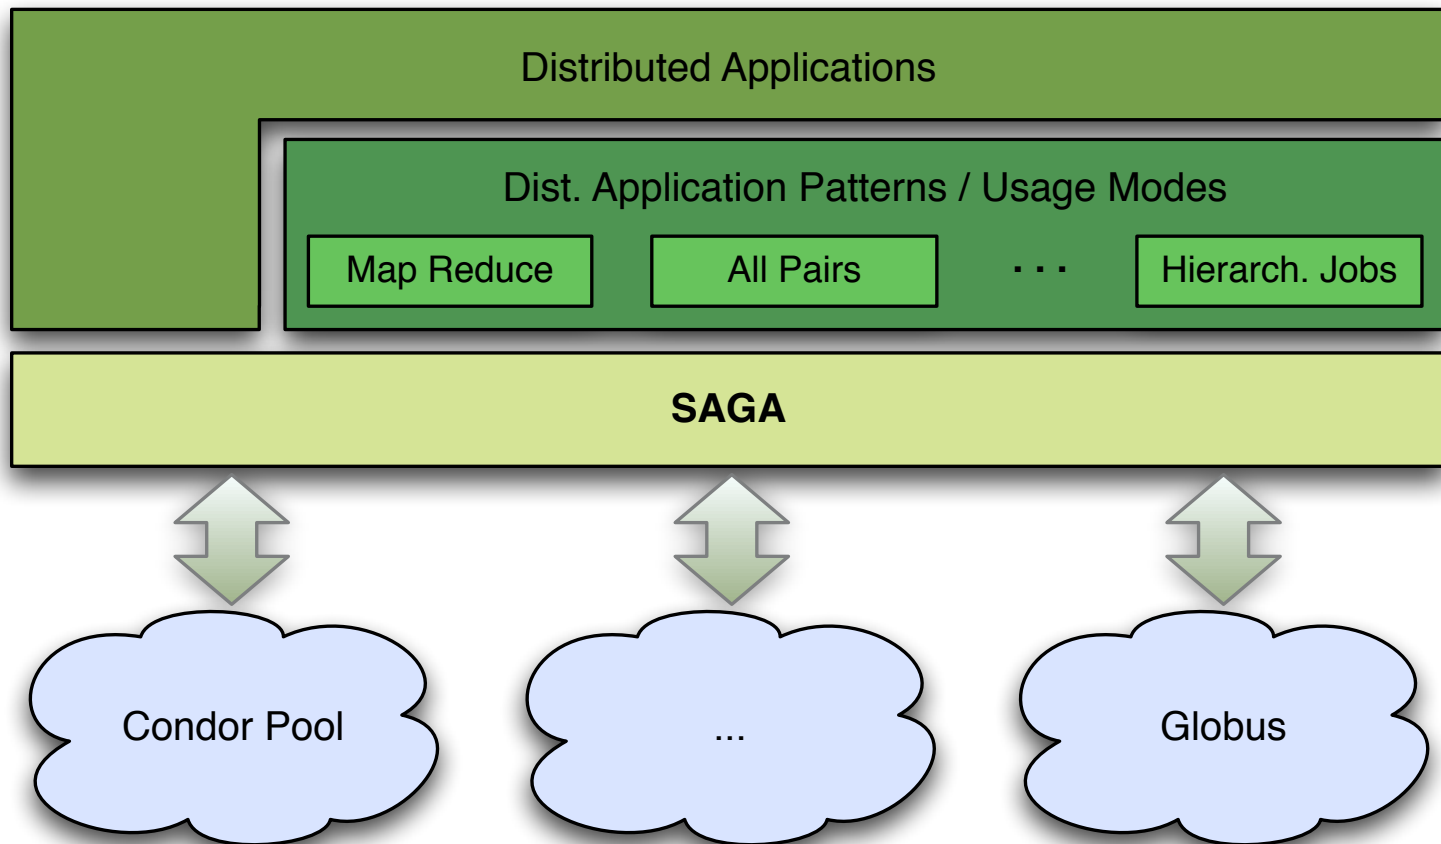 Distributed Applications
Dist. Application Patterns / Usage Modes
Map Reduce
All Pairs
. . .
Hierarch. Jobs
SAGA
Condor Pool
...
Globus